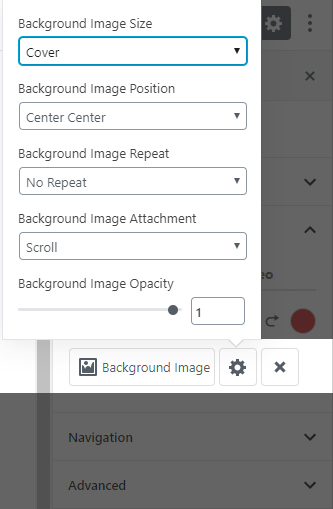 Background Image Size
Cover
Background Image Position
Center Center
Background Image Repeat
No Repeat
Background Image Attachment
Scroll
eo
Background Image Opacity
1
Background Image
Navigation
Advanced